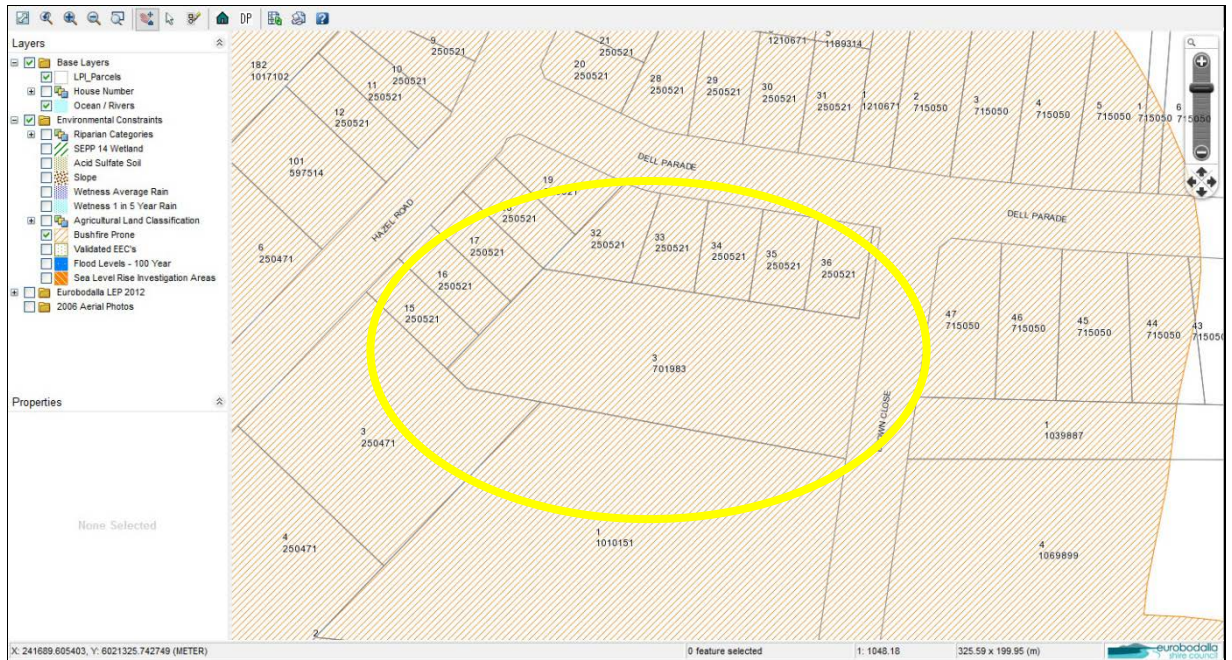 DP
Layers
Base Layers
LPI_Parcels
House Number
Ocean / Rivers
Environmental Constraints
Riparian Categories
SEPP 14 Wetland
Acid Sulfate Soil
Slope
Wetness Average Rain
Wetness 1 in 5 Year Rain
Agricultural Land Classification
Bushfire Prone
Validated EEC's
Flood Levels - 100 Year
Sea Level Rise Investigation Areas
Eurobodalla LEP 2012
2006 Aerial Photos
Properties
None Selected
182
1017102
9
250521
10
250521
11
250521
12
250521
101
597514
6
250471
21
250521
20
250521
28
250521
29
250521
1210671
30
250521
5
1189314
31
250521
1
1210671
2
715050
3
715050
4
715050
5
715050
1
715050
6
DELL PARADE
DELL PARADE
HAZEL ROAD
19
250521
250521
17
250521
16
250521
15
250521
32
250521
33
250521
34
250521
35
250521
36
250521
3
701983
47
715050
46
715050
45
715050
44
715050
43
71505
CLOSE
1
1039887
3
250471
4
250471
1
1010151
4
1069899
2
X: 241689.605403, Y: 6021325.742749 (METER)
0 feature selected
1: 1048.18
325.59 x 199.95 (m)
eurobodalla
shire council